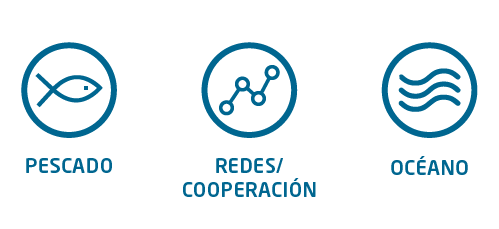 PESCADO
REDES/
COOPERACIÓN
OCÉANO